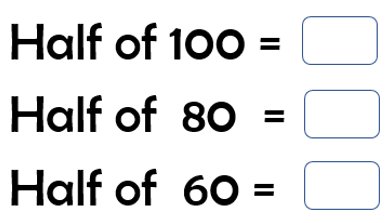 Half of 100 =
Half of 80 =
Half of 60 =